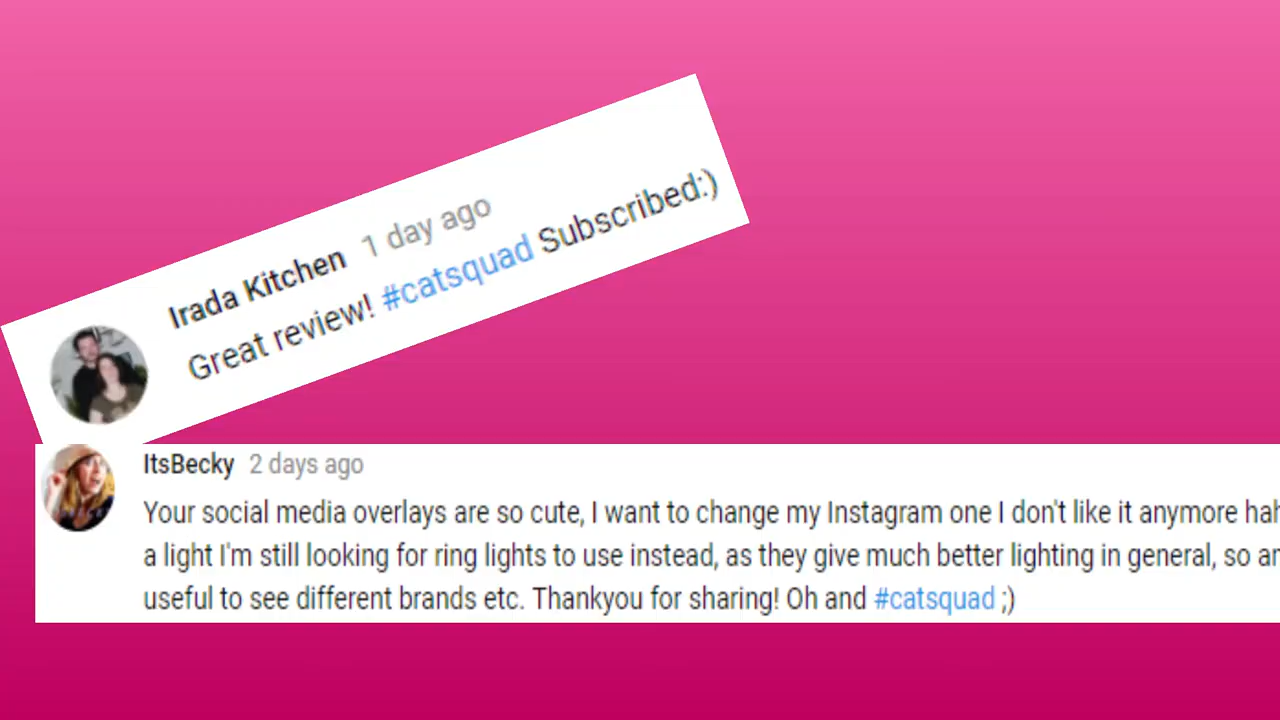 Irada Kitchen 1 day ago
Great review! #catsquad Subscribed:)
ItsBecky 2 days ago
Your social media overlays are so cute, I want to change my Instagram one I don't like it anymore hah
a light I'm still looking for ring lights to use instead, as they give much better lighting in general, so
useful to see different brands etc. Thankyou for sharing! Oh and #catsquad ;)